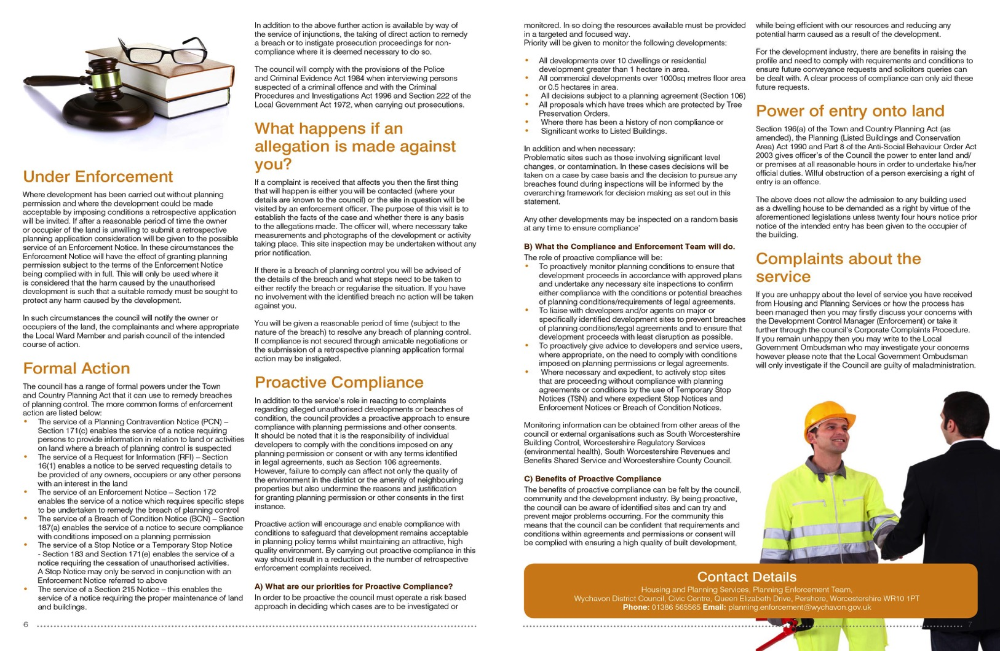 Under Enforcement
Where development has been carried out without planning
permission and where the development could be made
acceptable by imposing conditions a retrospective application
will be invited. If after a reasonable period of time the owner
or occupier of the land is unwilling to submit a retrospective
planning application consideration will be given to the possible
service of an Enforcement Notice. In these circumstances the
Enforcement Notice will have the effect of granting planning
permission subject to the terms of the Enforcement Notice
being complied with in full. This will only be used where it
is considered that the harm caused by the unauthorised
development is such that a suitable remedy must be sought to
protect any harm caused by the development.
In such circumstances the council will notify the owner or
occupiers of the land, the complainants and where appropriate
the Local Ward Member and parish council of the intended
course of action.
Formal Action
The council has a range of formal powers under the Town
and Country Planning Act that it can use to remedy breaches
of planning control. The more common forms of enforcement
action are listed below:
• The service of a Planning Contravention Notice (PCN) –
Section 171(c) enables the service of a notice requiring
persons to provide information in relation to land or activities
on land where a breach of planning control is suspected
• The service of a Request for Information (RFI) – Section
16(1) enables a notice to be served requesting details to
be provided of any owners, occupiers or any other persons
with an interest in the land
• The service of an Enforcement Notice – Section 172
enables the service of a notice which requires specific steps
to be undertaken to remedy the breach of planning control
• The service of a Breach of Condition Notice (BCN) – Section
187(a) enables the service of a notice to secure compliance
with conditions imposed on a planning permission
• The service of a Stop Notice or a Temporary Stop Notice
- Section 183 and Section 171(e) enables the service of a
notice requiring the cessation of unauthorised activities.
A Stop Notice may only be served in conjunction with an
Enforcement Notice referred to above
• The service of a Section 215 Notice – this enables the
service of a notice requiring the proper maintenance of land
and buildings.
6
In addition to the above further action is available by way of
the service of injunctions, the taking of direct action to remedy
a breach or to instigate prosecution proceedings for non-
compliance where it is deemed necessary to do so.
The council will comply with the provisions of the Police
and Criminal Evidence Act 1984 when interviewing persons
suspected of a criminal offence and with the Criminal
Procedures and Investigations Act 1996 and Section 222 of the
Local Government Act 1972, when carrying out prosecutions.
What happens if an
allegation is made against
you?
If a complaint is received that affects you then the first thing
that will happen is either you will be contacted (where your
details are known to the council) or the site in question will be
visited by an enforcement officer. The purpose of this visit is to
establish the facts of the case and whether there is any basis
to the allegations made. The officer will, where necessary take
measurements and photographs of the development or activity
taking place. This site inspection may be undertaken without any
prior notification.
If there is a breach of planning control you will be advised of
the details of the breach and what steps need to be taken to
either rectify the breach or regularise the situation. If you have
no involvement with the identified breach no action will be taken
against you.
You will be given a reasonable period of time (subject to the
nature of the breach) to resolve any breach of planning control.
If compliance is not secured through amicable negotiations or
the submission of a retrospective planning application formal
action may be instigated.
Proactive Compliance
In addition to the service's role in reacting to complaints
regarding alleged unauthorised developments or beaches of
condition, the council provides a proactive approach to ensure
compliance with planning permissions and other consents.
It should be noted that it is the responsibility of individual
developers to comply with the conditions imposed on any
planning permission or consent or with any terms identified
in legal agreements, such as Section 106 agreements.
However, failure to comply can affect not only the quality of
the environment in the district or the amenity of neighbouring
properties but also undermine the reasons and justification
for granting planning permission or other consents in the first
instance.
Proactive action will encourage and enable compliance with
conditions to safeguard that development remains acceptable
in planning policy terms whilst maintaining an attractive, high
quality environment. By carrying out proactive compliance in this
way should result in a reduction in the number of retrospective
enforcement complaints received.
A) What are our priorities for Proactive Compliance?
In order to be proactive the council must operate a risk based
approach in deciding which cases are to be investigated or
monitored. In so doing the resources available must be provided
in a targeted and focused way.
Priority will be given to monitor the following developments:
• All developments over 10 dwellings or residential
development greater than 1 hectare in area.
• All commercial developments over 1000sq metres floor area
or 0.5 hectares in area.
• All decisions subject to a planning agreement (Section 106)
• All proposals which have trees which are protected by Tree
Preservation Orders.
• Where there has been a history of non compliance or
• Significant works to Listed Buildings.
In addition and when necessary:
Problematic sites such as those involving significant level
changes, or contamination. In these cases decisions will be
taken on a case by case basis and the decision to pursue any
breaches found during inspections will be informed by the
overarching framework for decision making as set out in this
statement.
Any other developments may be inspected on a random basis
at any time to ensure compliance'
B) What the Compliance and Enforcement Team will do.
The role of proactive compliance will be:
• To proactively monitor planning conditions to ensure that
development proceeds in accordance with approved plans
and undertake any necessary site inspections to confirm
either compliance with the conditions or potential breaches
of planning conditions/requirements of legal agreements.
• To liaise with developers and/or agents on major or
specifically identified development sites to prevent breaches
of planning conditions/legal agreements and to ensure that
development proceeds with least disruption as possible.
• To proactively give advice to developers and service users,
where appropriate, on the need to comply with conditions
imposed on planning permissions or legal agreements.
• Where necessary and expedient, to actively stop sites
that are proceeding without compliance with planning
agreements or conditions by the use of Temporary Stop
Notices (TSN) and where expedient Stop Notices and
Enforcement Notices or Breach of Condition Notices.
Monitoring information can be obtained from other areas of the
council or external organisations such as South Worcestershire
Building Control, Worcestershire Regulatory Services
(environmental health), South Worcestershire Revenues and
Benefits Shared Service and Worcestershire County Council.
C) Benefits of Proactive Compliance
The benefits of proactive compliance can be felt by the council,
community and the development industry. By being proactive,
the council can be aware of identified sites and can try and
prevent major problems occurring. For the community this
means that the council can be confident that requirements and
conditions within agreements and permissions or consent will
be complied with ensuring a high quality of built development,
while being efficient with our resources and reducing any
potential harm caused as a result of the development.
For the development industry, there are benefits in raising the
profile and need to comply with requirements and conditions to
ensure future conveyance requests and solicitors queries can
be dealt with. A clear process of compliance can only aid these
future requests.
Power of entry onto land
Section 196(a) of the Town and Country Planning Act (as
amended), the Planning (Listed Buildings and Conservation
Area) Act 1990 and Part 8 of the Anti-Social Behaviour Order Act
2003 gives officer's of the Council the power to enter land and/
or premises at all reasonable hours in order to undertake his/her
official duties. Wilful obstruction of a person exercising a right of
entry is an offence.
The above does not allow the admission to any building used
as a dwelling house to be demanded as a right by virtue of the
aforementioned legislations unless twenty four hours notice prior
notice of the intended entry has been given to the occupier of
the building.
Complaints about the
service
If you are unhappy about the level of service you have received
from Housing and Planning Services or how the process has
been managed then you may firstly discuss your concerns with
the Development Control Manager (Enforcement) or take it
further through the council's Corporate Complaints Procedure.
If you remain unhappy then you may write to the Local
Government Ombudsman who may investigate your concerns
however please note that the Local Government Ombudsman
will only investigate if the Council are guilty of maladministration.
Contact Details
Housing and Planning Services, Planning Enforcement Team,
Wychavon District Council, Civic Centre, Queen Elizabeth Drive, Pershore, Worcestershire WR10 1PT
Phone: 01386 565565 Email: planning.enforcement@wychavon.gov.uk
7